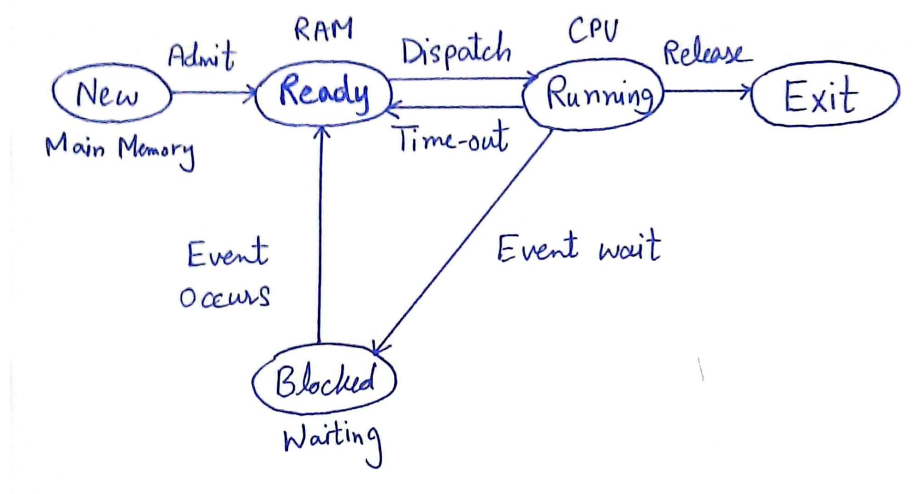 RAM
CPU
Admit
Dispatch
Release
New
Ready
Running
Exit
Main Memory
Time-out
Event
Occurs
Event wait
Blocked
Waiting